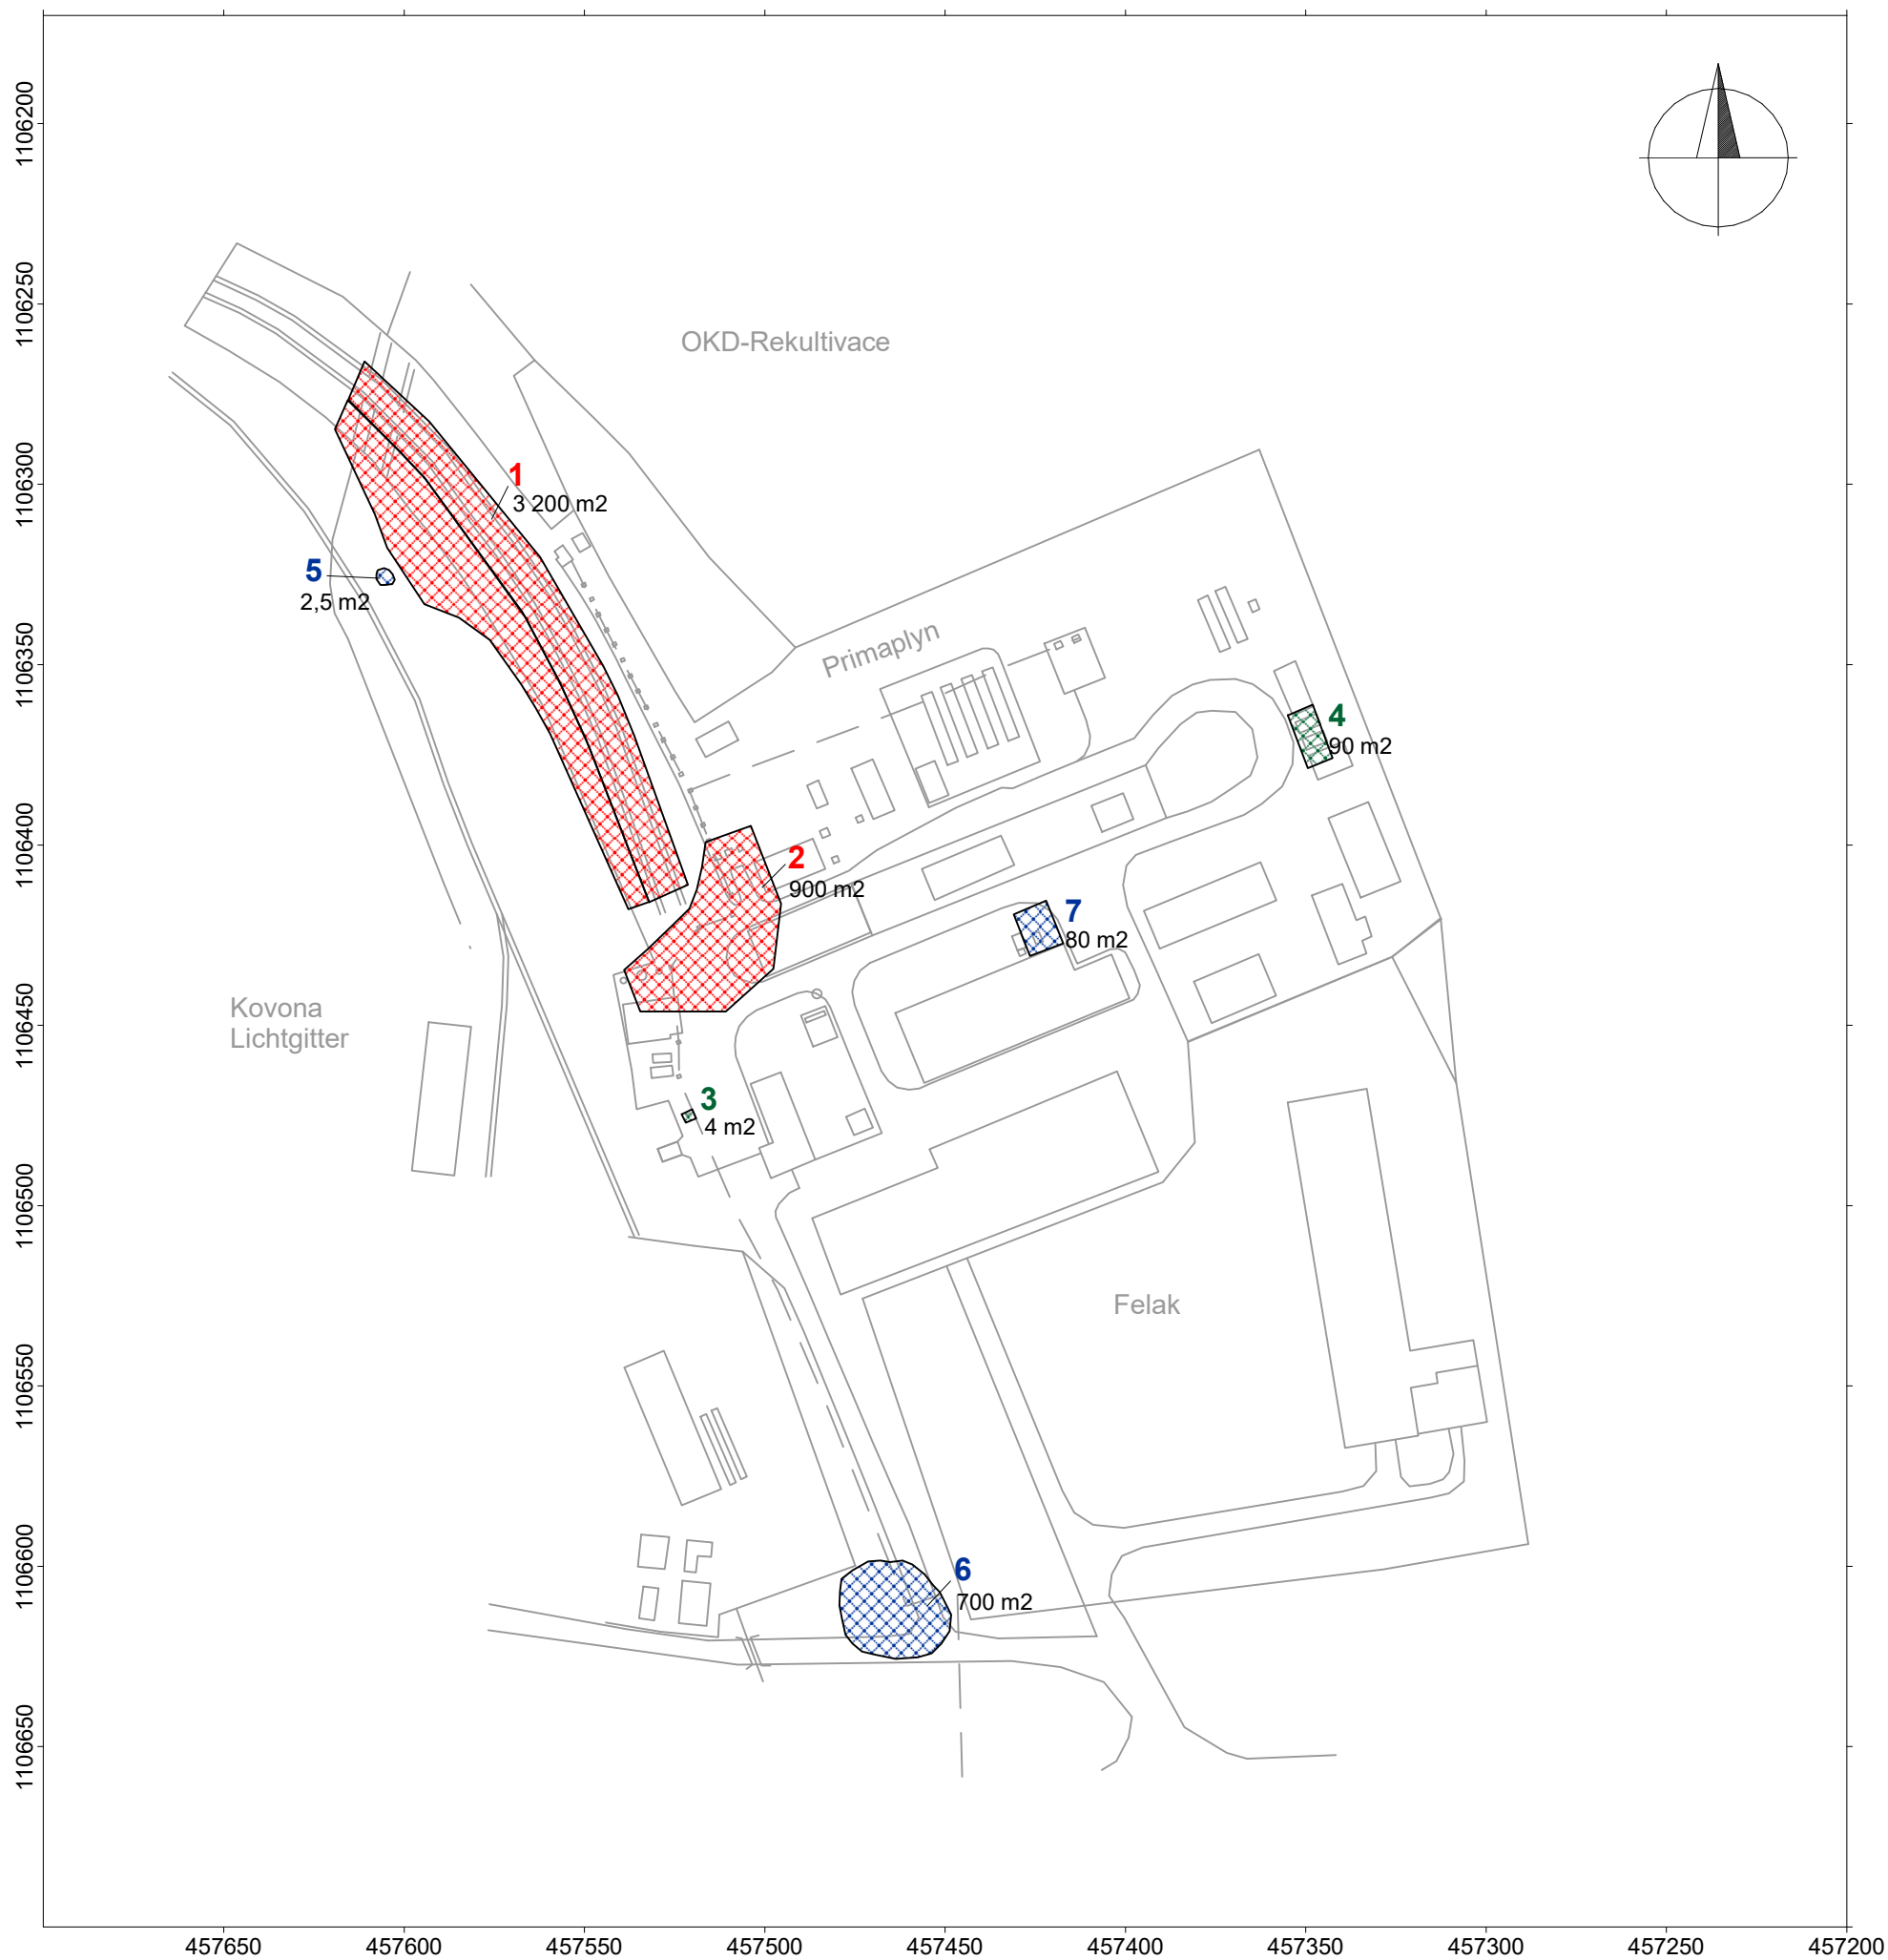 1106200
1106250
1106300
1106350
1106400
1106450
1106500
1106550
1106600
1106650
OKD-Rekultivace
1
3 200 m2
5
2,5 m2
Primaplyn
4
90 m2
2
900 m2
7
80 m2
Kovona
Lichtgitter
3
4 m2
Felak
6
700 m2
457650
457600
457550
457500
457450
457400
457350
457300
457250
457200